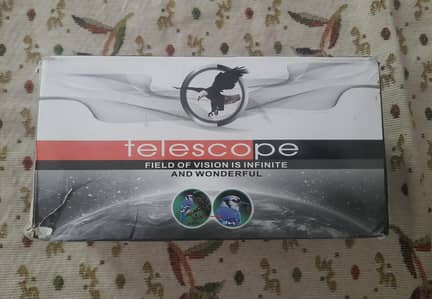 telescope
FIELD OF VISION IS INFINITE
AND WONDERFUL